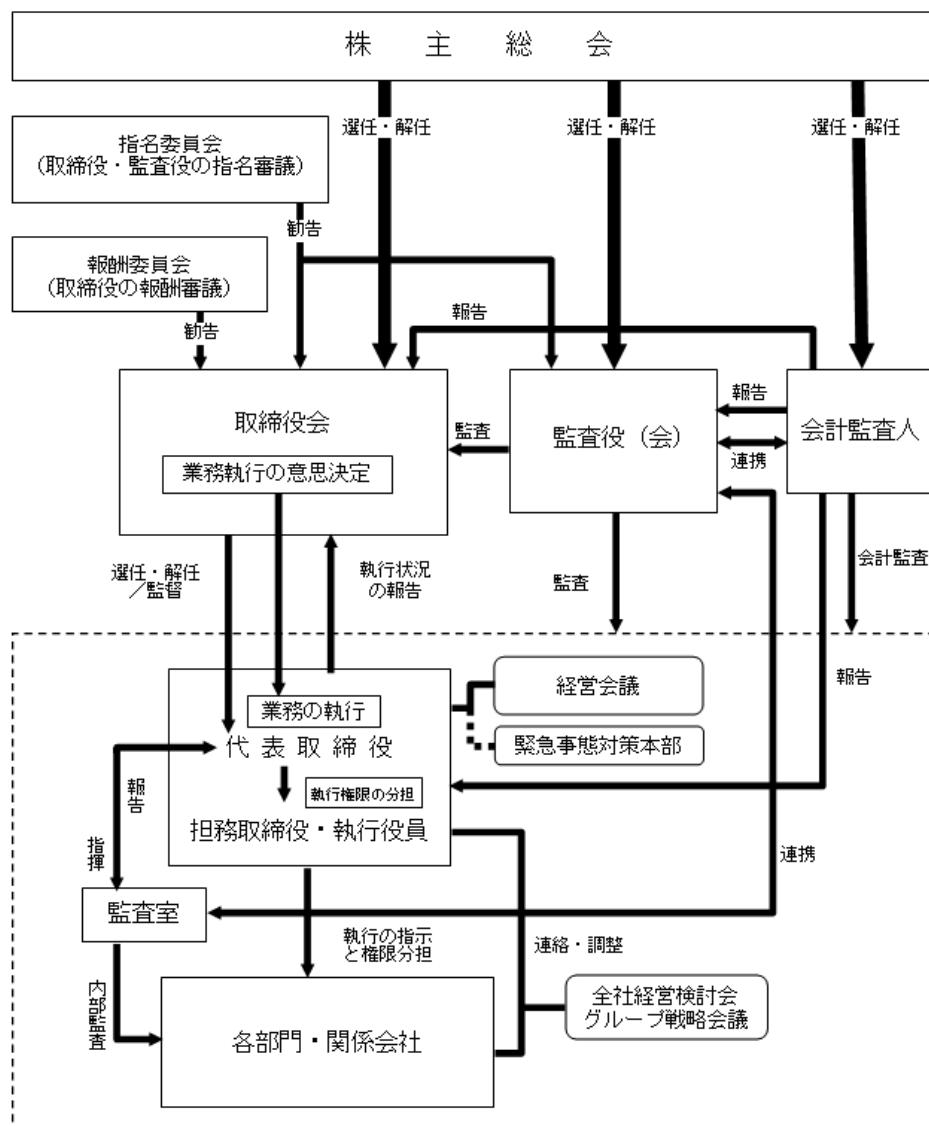 株主総会
選任・解任
選任・解任
選任・解任
指名委員会
(取締役・監査役の指名審議)
勧告
報酬委員会
(取締役の報酬審議)
勧告
報告
取締役会
業務執行の意思決定
監査
監査役(会)
報告
連携
会計監査人
選任・解任
/監督
執行状況
の報告
監査
会計監査
報告
業務の執行
代表取締役
執行権限の分担
担務取締役・執行役員
経営会議
緊急事態対策本部
報告
指揮
監査室
連携
執行の指示
と権限分担
連絡・調整
内部監査
各部門・関係会社
全社経営検討会
グループ戦略会議